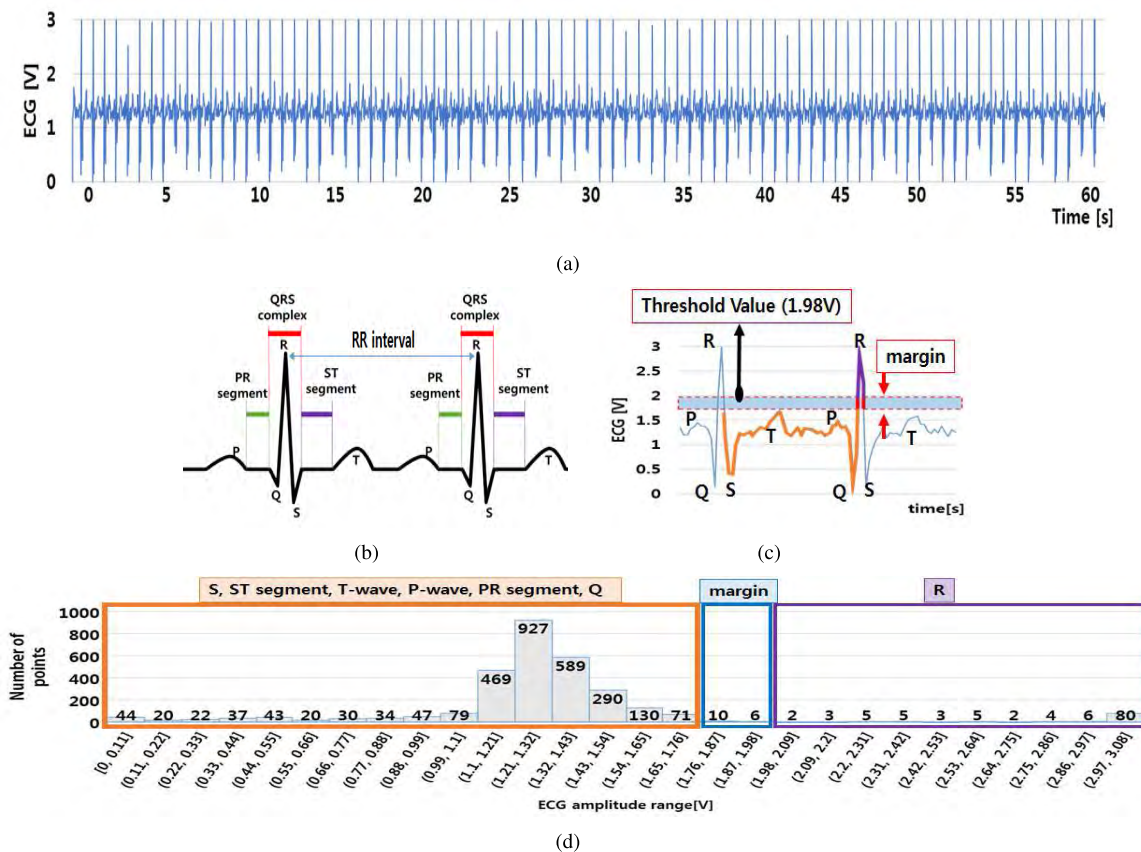 3
2
1
0
ECG [V]
0 5 10 15 20 25 30 35 40 45 50 55 60
Time [s]
(a)
QRS
complex
QRS
complex
R
RR interval
R
PR
segment
ST
segment
PR
segment
ST
segment
P
T
P
T
Q
S
Q
S
(b)
Threshold Value (1.98V)
margin
R
R
3
2.5
2
1.5
1
0.5
0
ECG [V]
P
T
P
T
Q
S
Q
S
time[s]
(c)
S, ST segment, T-wave, P-wave, PR segment, Q
margin
R
Number of
points
1000
800
600
400
200
0
44 20 22 37 43 20 30 34 47 79 469 927 589 290 130 71 10 6 2 3 5 5 3 5 2 4 6 80
[0, 0.11] (0.11, 0.22] (0.22, 0.33] (0.33, 0.44] (0.44, 0.55] (0.55, 0.66] (0.66, 0.77] (0.77, 0.88] (0.88, 0.99] (0.99, 1.1] (1.1, 1.21] (1.21, 1.32] (1.32, 1.43] (1.43, 1.54] (1.54, 1.65] (1.65, 1.76] (1.76, 1.87] (1.87, 1.98] (1.98, 2.09] (2.09, 2.2] (2.2, 2.31] (2.31, 2.42] (2.42, 2.53] (2.53, 2.64] (2.64, 2.75] (2.75, 2.86] (2.86, 2.97] (2.97, 3.08]
ECG amplitude range[V]
(d)